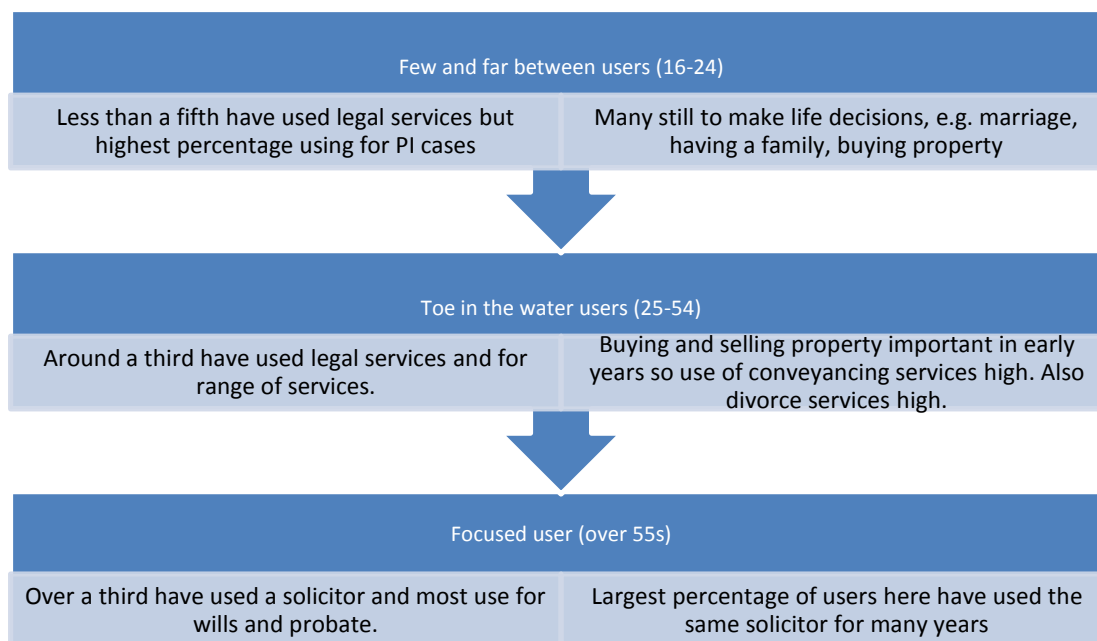 Few and far between users (16-24)
Less than a fifth have used legal services but
highest percentage using for PI cases
Many still to make life decisions, e.g. marriage,
having a family, buying property
Toe in the water users (25-54)
Around a third have used legal services and for
range of services.
Buying and selling property important in early
years so use of conveyancing services high. Also
divorce services high.
Focused user (over 55s)
Over a third have used a solicitor and most use for
wills and probate.
Largest percentage of users here have used the
same solicitor for many years